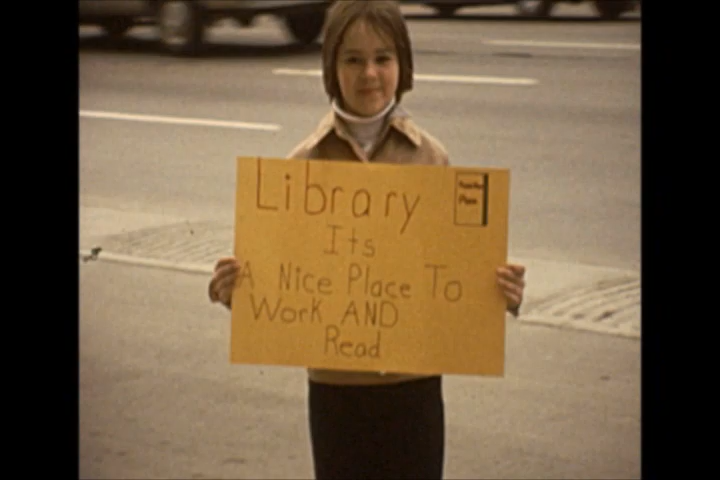 Library
Its
A Nice Place To
Work AND
Read